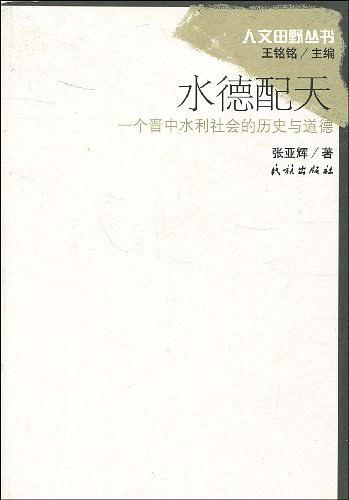 人文田野丛书
王铭铭/主编
水德配天
一个晋中水利社会的历史与道德
张亚辉/著
民族出版社